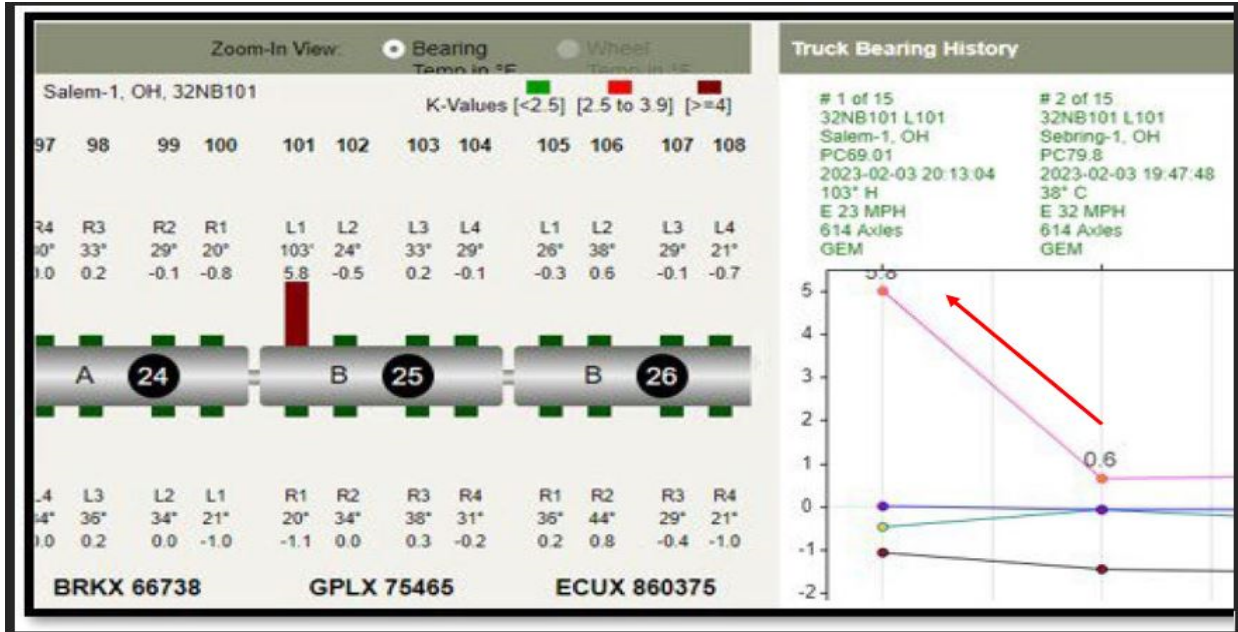 Zoom-In View: Bearing Wheel
Temp in °F Temp in °F
Salem-1, OH, 32NB101
K-Values [<2.5] [2.5 to 3.9] [>=4]
97 98 99 100 101 102 103 104 105 106 107 108
R4 R3 R2 R1 L1 L2 L3 L4 L1 L2 L3 L4
33° 29° 20° 103° 24° 33° 29° 26° 38° 29° 21°
0.2 -0.1 -0.8 5.8 -0.5 0.2 -0.1 -0.3 0.6 -0.1 -0.7
A 24 B 25 B 26
L4 L3 L2 L1 R1 R2 R3 R4 R1 R2 R3 R4
36° 34° 21° 20° 34° 38° 31° 36° 44° 29° 21°
0.2 0.0 -1.0 -1.1 0.0 0.3 -0.2 0.2 0.8 -0.4 -1.0
BRKX 66738 GPLX 75465 ECUX 860375
Truck Bearing History
# 1 of 15
32NB101 L101
Salem-1, OH
PC69.01
2023-02-03 20:13:04
103° H
E 23 MPH
614 Axles
GEM
# 2 of 15
32NB101 L101
Sebring-1, OH
PC79.8
2023-02-03 19:47:48
38° C
E 32 MPH
614 Axles
GEM
5.8
0.6
5
4
3
2
1
0
-1
-2